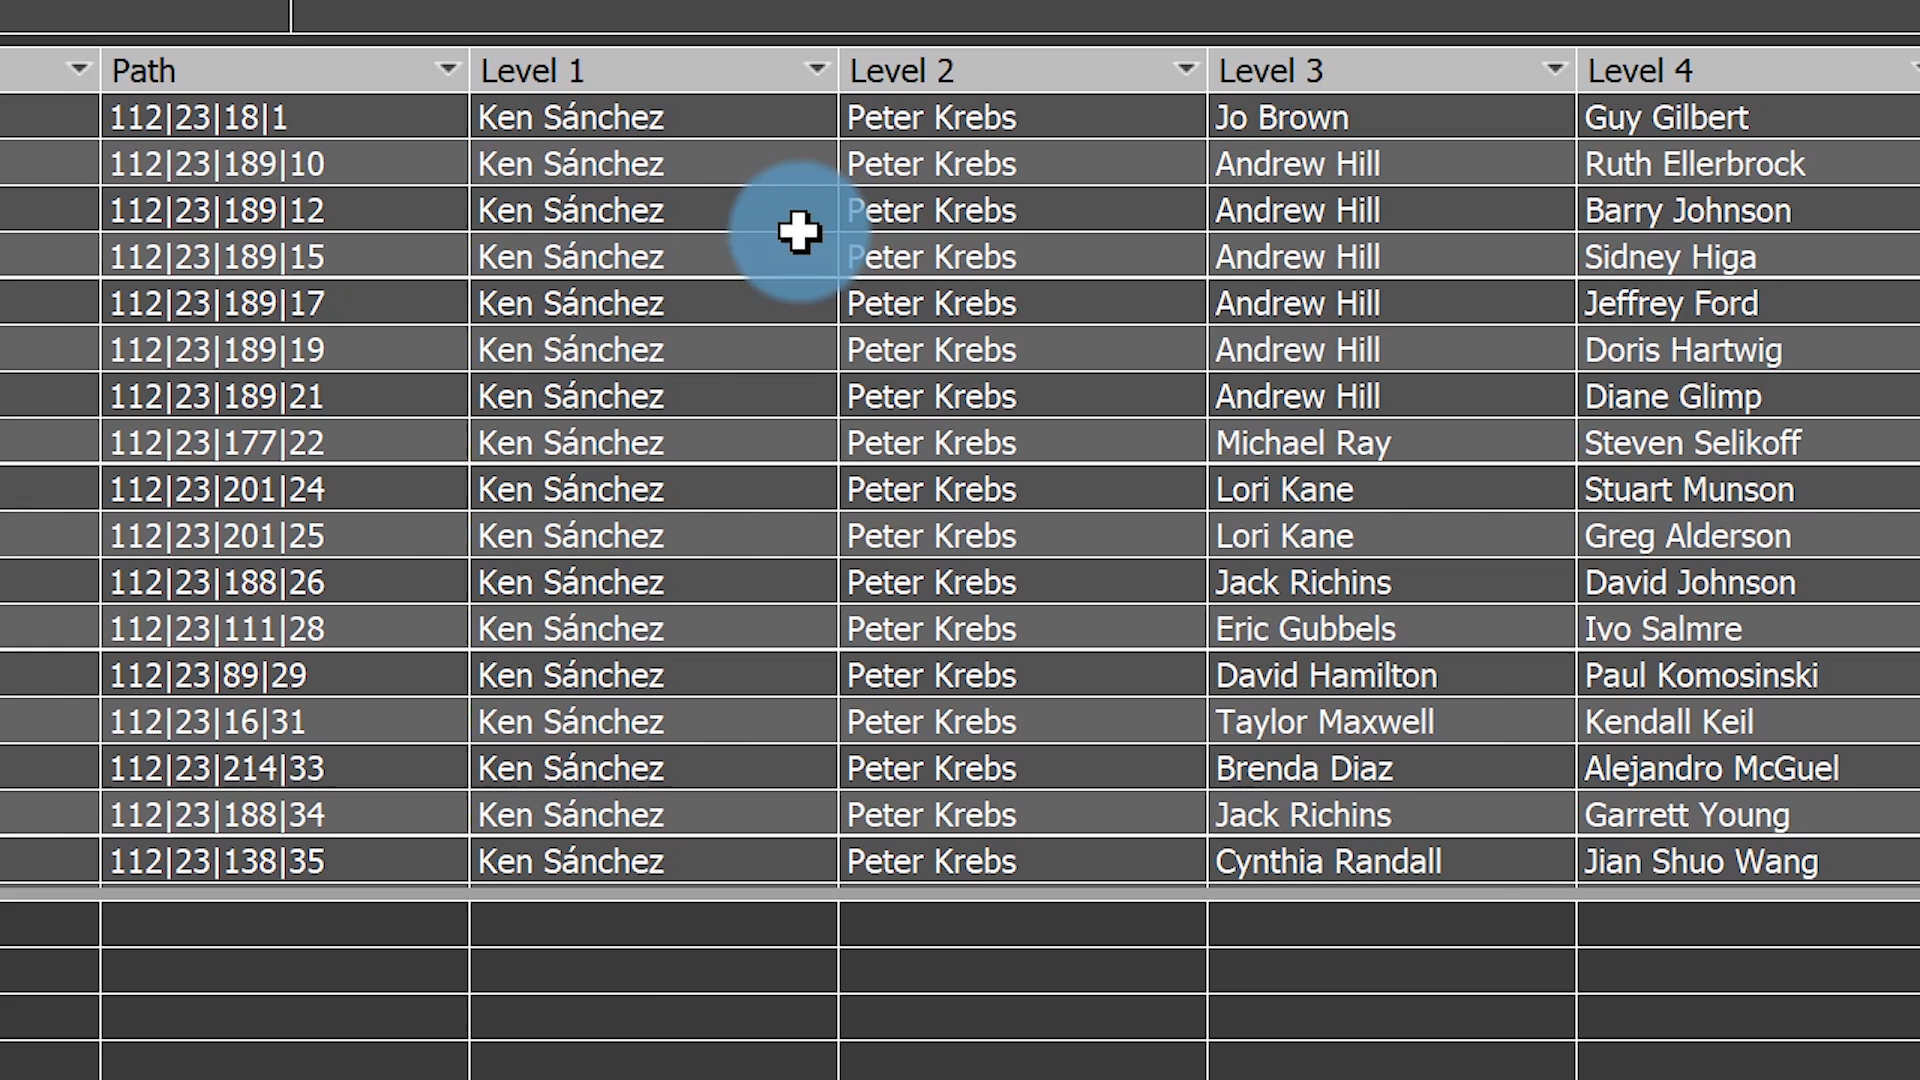 Path Level 1 Level 2 Level 3 Level 4
112|23|18|1 Ken Sánchez Peter Krebs Jo Brown Guy Gilbert
112|23|189|10 Ken Sánchez Peter Krebs Andrew Hill Ruth Ellerbrock
112|23|189|12 Ken Sánchez Peter Krebs Andrew Hill Barry Johnson
112|23|189|15 Ken Sánchez Peter Krebs Andrew Hill Sidney Higa
112|23|189|17 Ken Sánchez Peter Krebs Andrew Hill Jeffrey Ford
112|23|189|19 Ken Sánchez Peter Krebs Andrew Hill Doris Hartwig
112|23|189|21 Ken Sánchez Peter Krebs Andrew Hill Diane Glimp
112|23|177|22 Ken Sánchez Peter Krebs Michael Ray Steven Selikoff
112|23|201|24 Ken Sánchez Peter Krebs Lori Kane Stuart Munson
112|23|201|25 Ken Sánchez Peter Krebs Lori Kane Greg Alderson
112|23|188|26 Ken Sánchez Peter Krebs Jack Richins David Johnson
112|23|111|28 Ken Sánchez Peter Krebs Eric Gubbels Ivo Salmre
112|23|89|29 Ken Sánchez Peter Krebs David Hamilton Paul Komosinski
112|23|16|31 Ken Sánchez Peter Krebs Taylor Maxwell Kendall Keil
112|23|214|33 Ken Sánchez Peter Krebs Brenda Diaz Alejandro McGuel
112|23|188|34 Ken Sánchez Peter Krebs Jack Richins Garrett Young
112|23|138|35 Ken Sánchez Peter Krebs Cynthia Randall Jian Shuo Wang